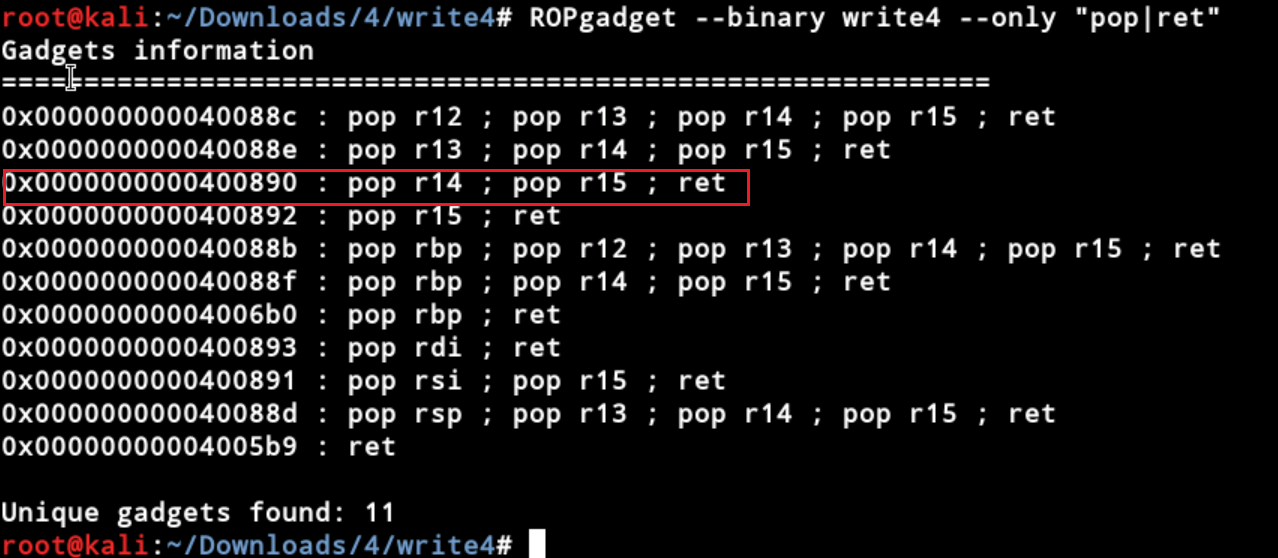 root@kali:~/Downloads/4/write4# ROPgadget --binary write4 --only "pop|ret"
Gadgets information
============================================================
0x000000000040088c : pop r12 ; pop r13 ; pop r14 ; pop r15 ; ret
0x000000000040088e : pop r13 ; pop r14 ; pop r15 ; ret
0x0000000000400890 : pop r14 ; pop r15 ; ret
0x0000000000400892 : pop r15 ; ret
0x000000000040088b : pop rbp ; pop r12 ; pop r13 ; pop r14 ; pop r15 ; ret
0x000000000040088f : pop rbp ; pop r14 ; pop r15 ; ret
0x00000000004006b0 : pop rbp ; ret
0x0000000000400893 : pop rdi ; ret
0x0000000000400891 : pop rsi ; pop r15 ; ret
0x000000000040088d : pop rsp ; pop r13 ; pop r14 ; pop r15 ; ret
0x00000000004005b9 : ret
Unique gadgets found: 11
root@kali:~/Downloads/4/write4#